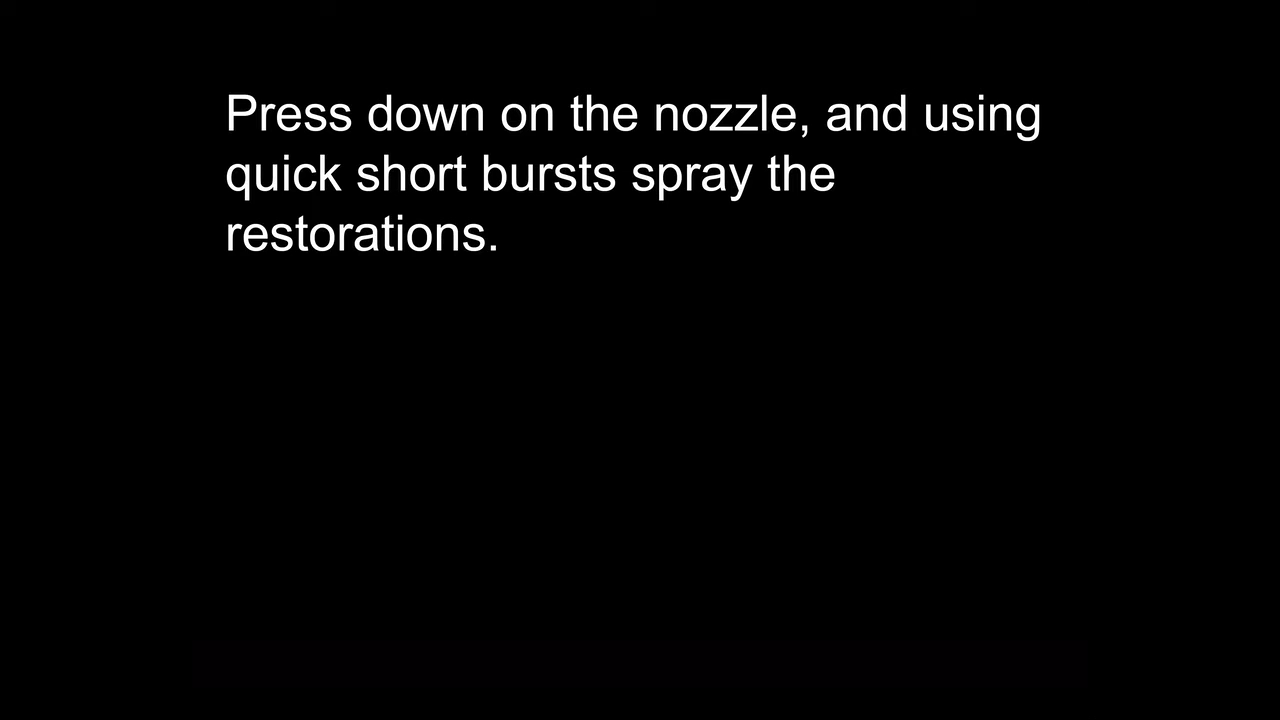 Press down on the nozzle, and using
quick short bursts spray the
restorations.